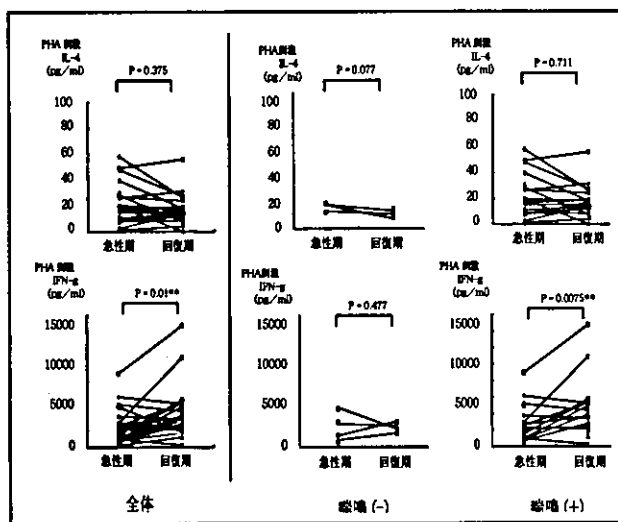 PHA 刺激
IL-4
(pg/ml)
P = 0.375
100
80
60
40
20
0
急性期 回復期
PHA 刺激
IL-4
(pg/ml)
P = 0.077
100
80
60
40
20
0
急性期 回復期
PHA 刺激
IL-4
(pg/ml)
P = 0.711
100
80
60
40
20
0
急性期 回復期
PHA 刺激
IFN-g
(pg/ml)
P = 0.01**
15000
10000
5000
0
急性期 回復期
全体
PHA 刺激
IFN-g
(pg/ml)
P = 0.477
15000
10000
5000
0
急性期 回復期
喘鳴 (-)
PHA 刺激
IFN-g
(pg/ml)
P = 0.0075**
15000
10000
5000
0
急性期 回復期
喘鳴 (+)